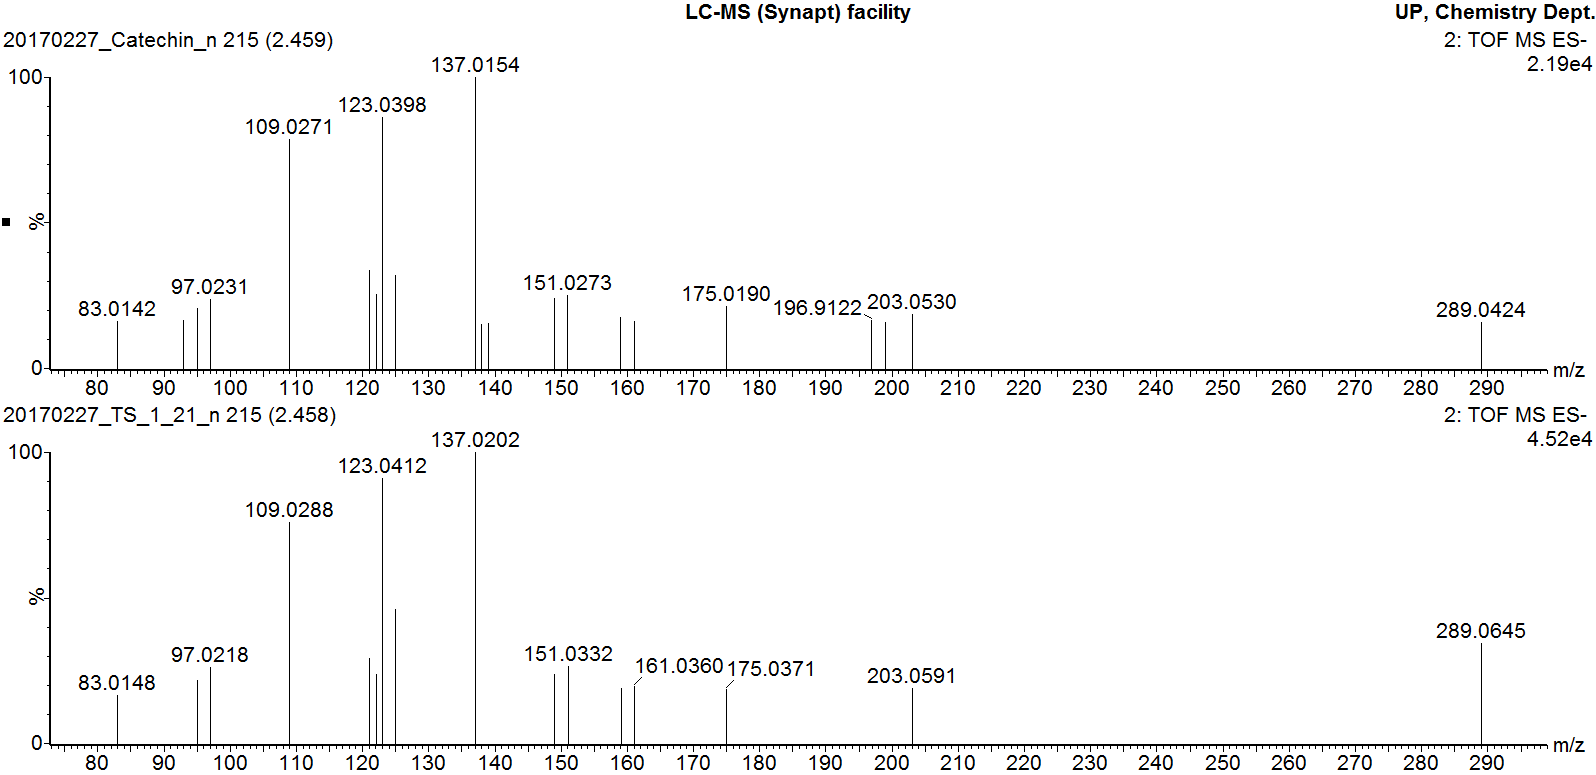 LC-MS (Synapt) facility UP, Chemistry Dept.
20170227_Catechin_n 215 (2.459) 2: TOF MS ES-
2.19e4
137.0154
100
123.0398
109.0271
%
151.0273
97.0231
175.0190
196.9122
203.0530
83.0142
289.0424
0
m/z
80 90 100 110 120 130 140 150 160 170 180 190 200 210 220 230 240 250 260 270 280 290
20170227_TS_1_21_n 215 (2.458) 2: TOF MS ES-
4.52e4
137.0202
100
123.0412
109.0288
%
289.0645
97.0218
151.0332
161.0360
175.0371
83.0148
203.0591
0
m/z
80 90 100 110 120 130 140 150 160 170 180 190 200 210 220 230 240 250 260 270 280 290